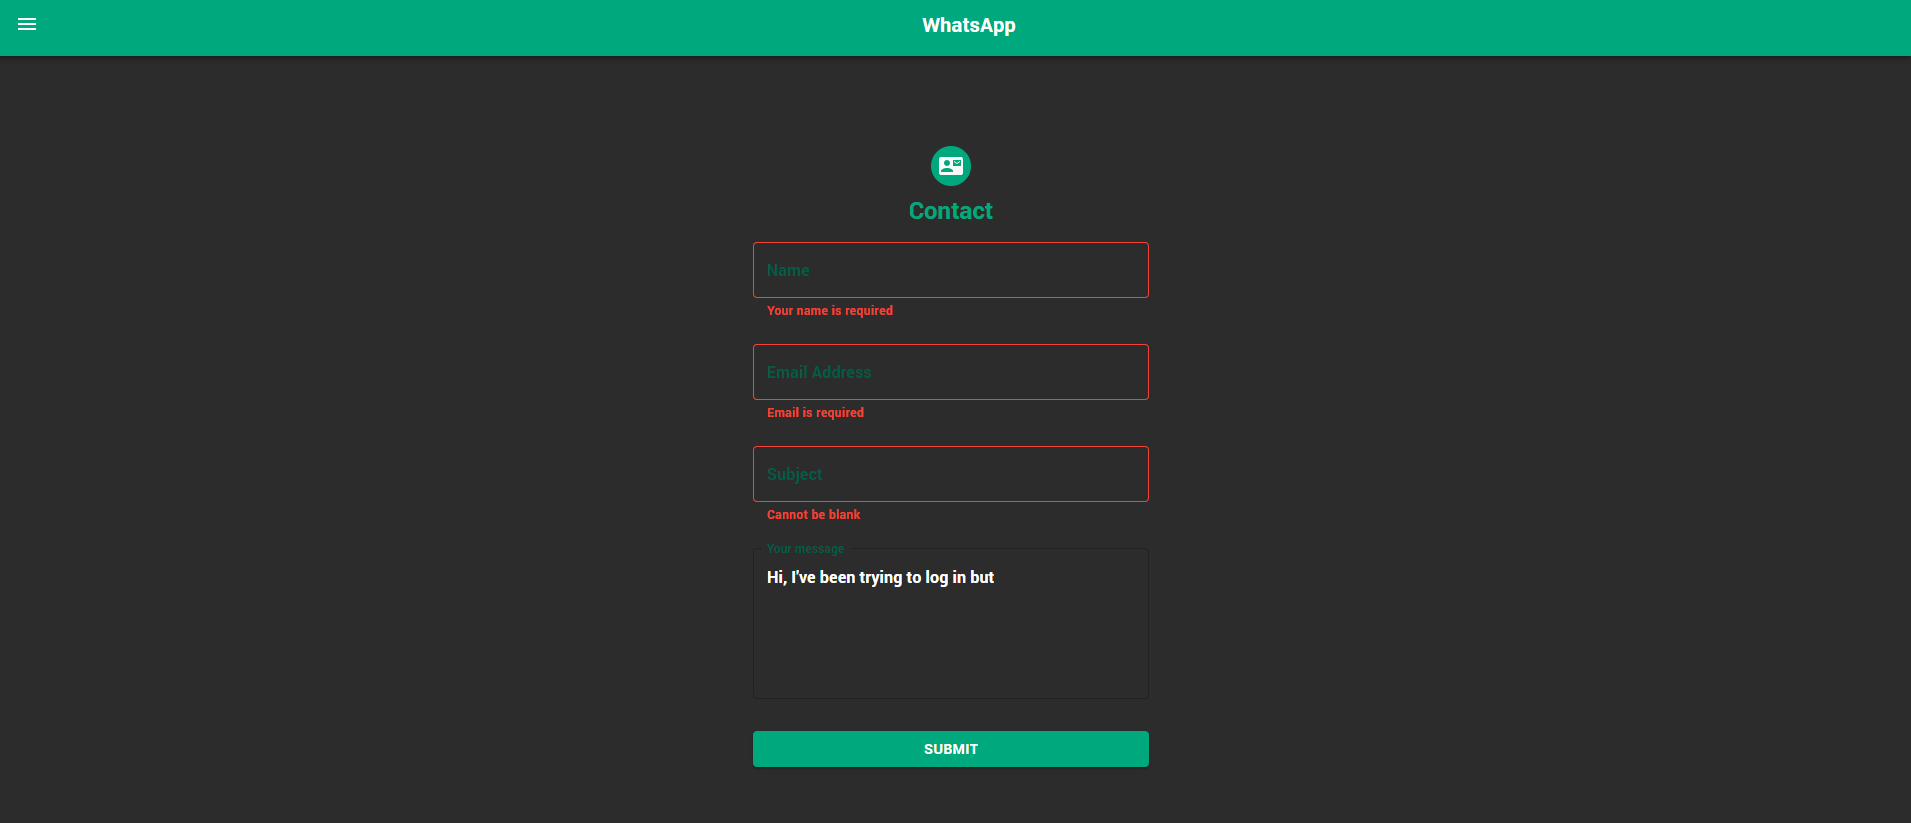 WhatsApp
Contact
Name
Your name is required
Email Address
Email is required
Subject
Cannot be blank
Your message
Hi, I've been trying to log in but
SUBMIT